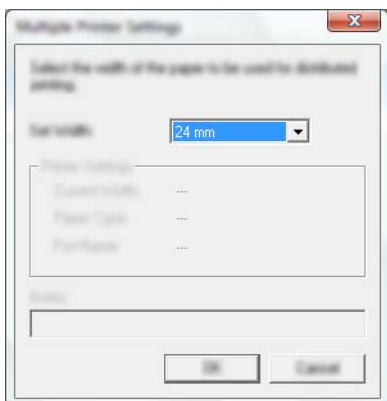 Multiple Printer Settings
Select the width of the paper to be used for distributed
printing.
Set Width: 24 mm
Printer Settings
Current Width: ---
Paper Type: ---
Port Name: ---
Notes:
OK Cancel